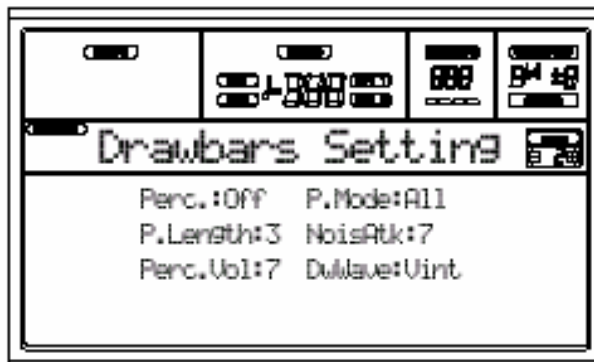 Drawbars Setting
Perc.:Off P.Mode:All
P.Length:3 NoisAtk:7
Perc.Vol:7 DwWave:Vint